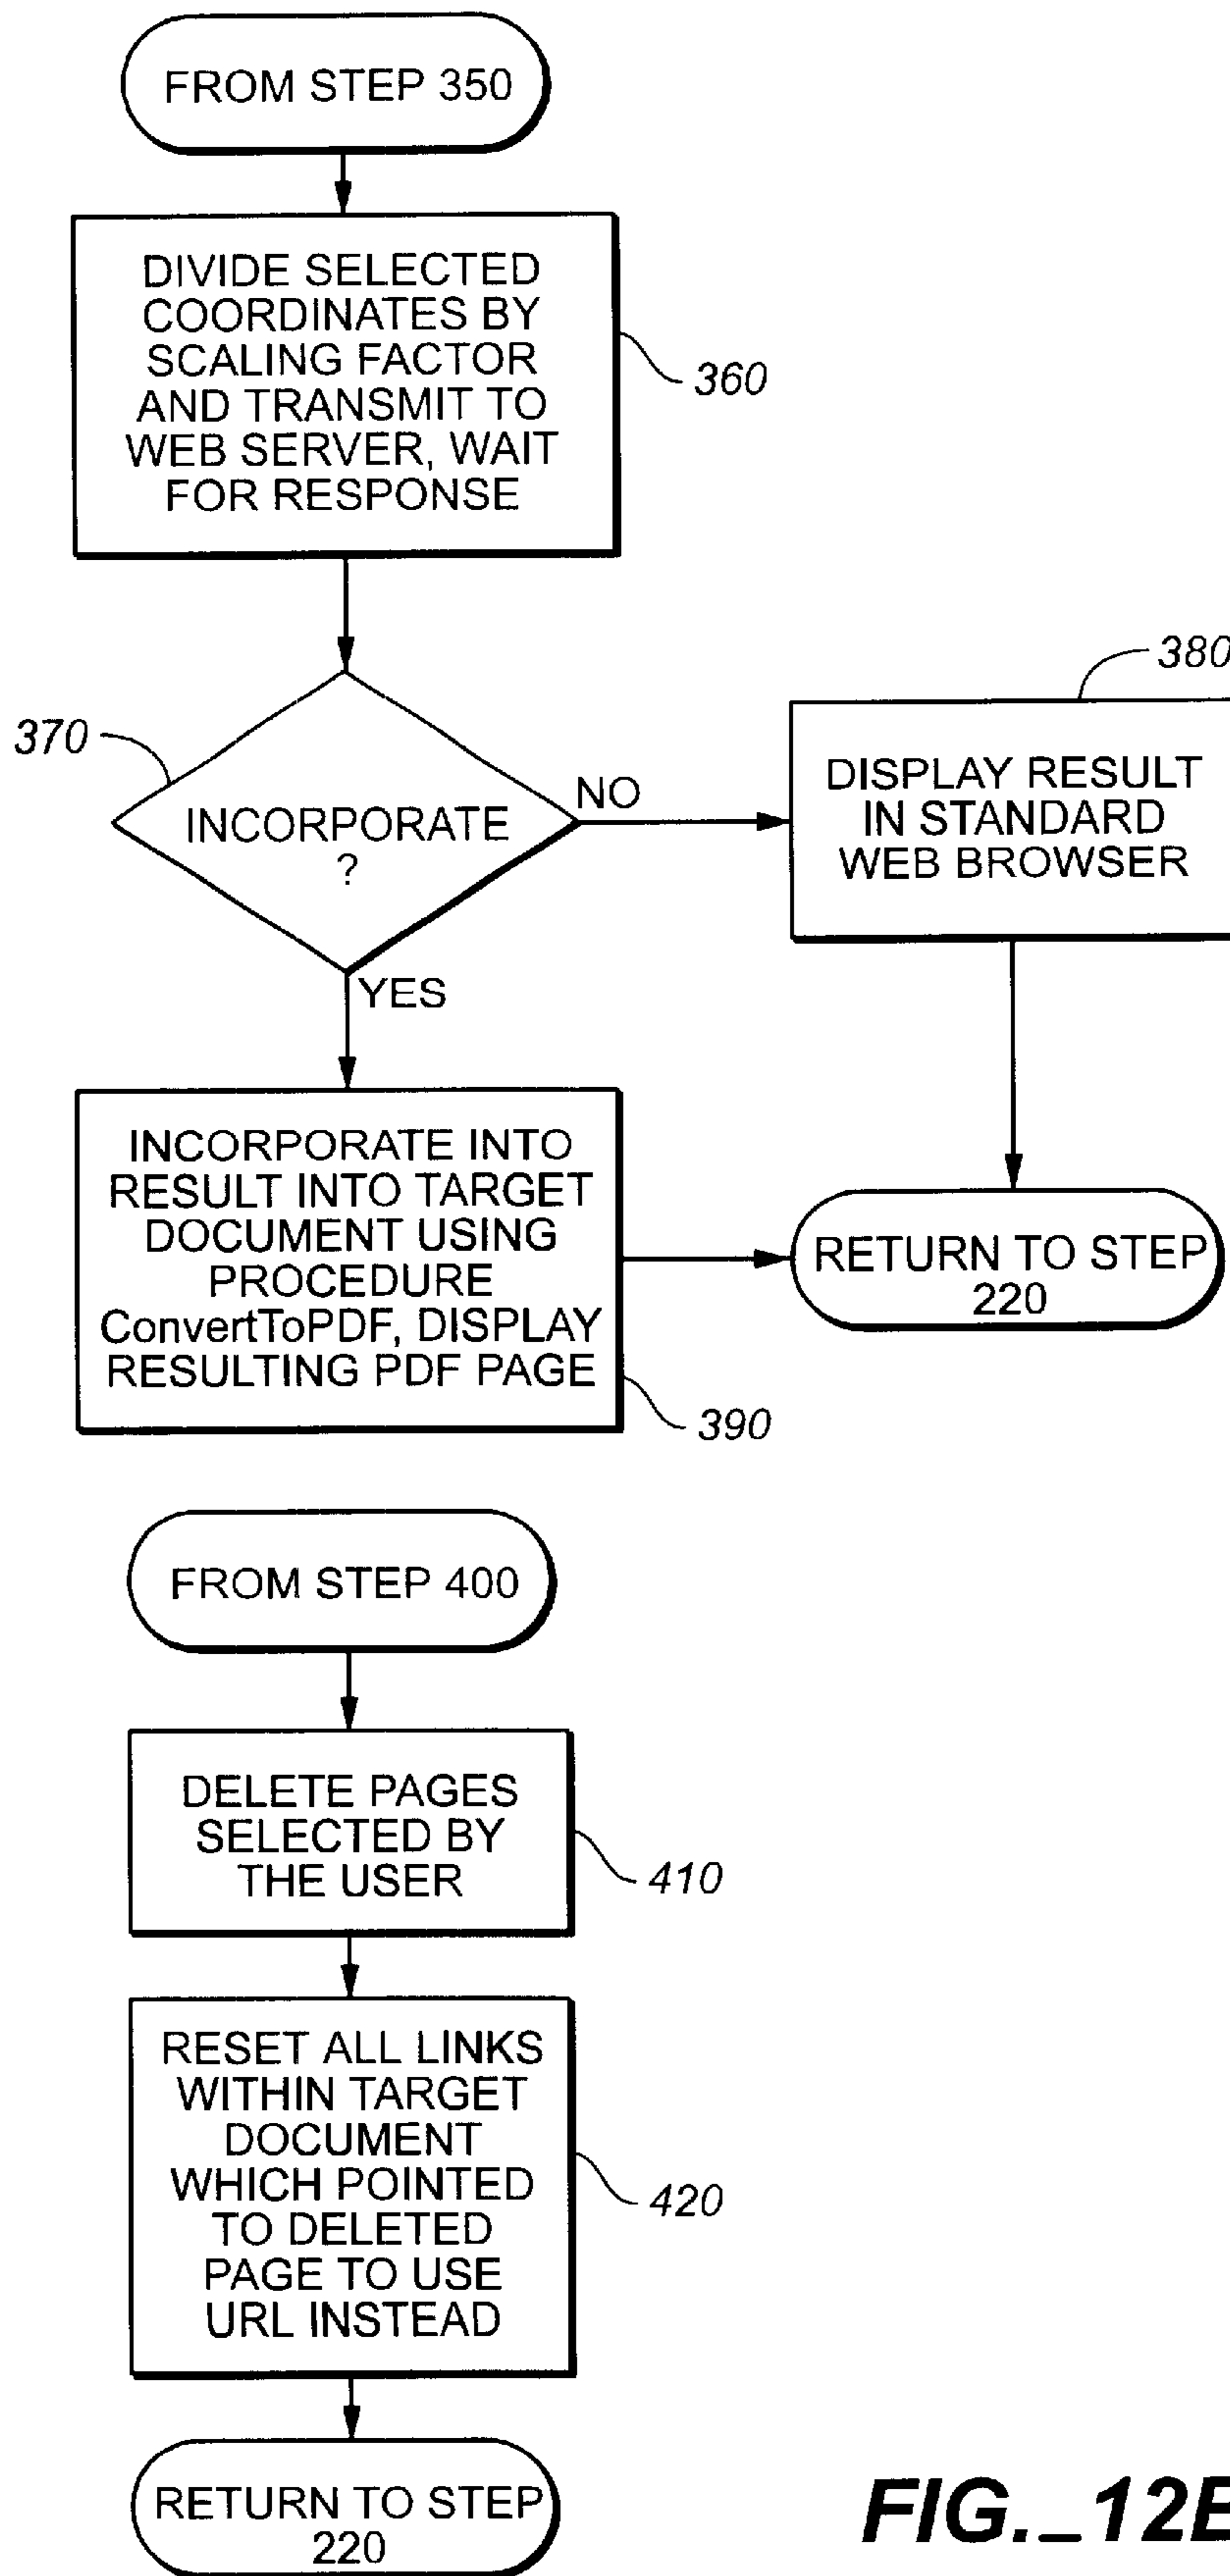 FROM STEP 350
DIVIDE SELECTED
COORDINATES BY
SCALING FACTOR
AND TRANSMIT TO
WEB SERVER, WAIT
FOR RESPONSE
360
370
INCORPORATE
?
NO
YES
380
DISPLAY RESULT
IN STANDARD
WEB BROWSER
INCORPORATE INTO
RESULT INTO TARGET
DOCUMENT USING
PROCEDURE
ConvertToPDF, DISPLAY
RESULTING PDF PAGE
390
RETURN TO STEP
220
FROM STEP 400
DELETE PAGES
SELECTED BY
THE USER
410
RESET ALL LINKS
WITHIN TARGET
DOCUMENT
WHICH POINTED
TO DELETED
PAGE TO USE
URL INSTEAD
420
RETURN TO STEP
220
FIG._12B